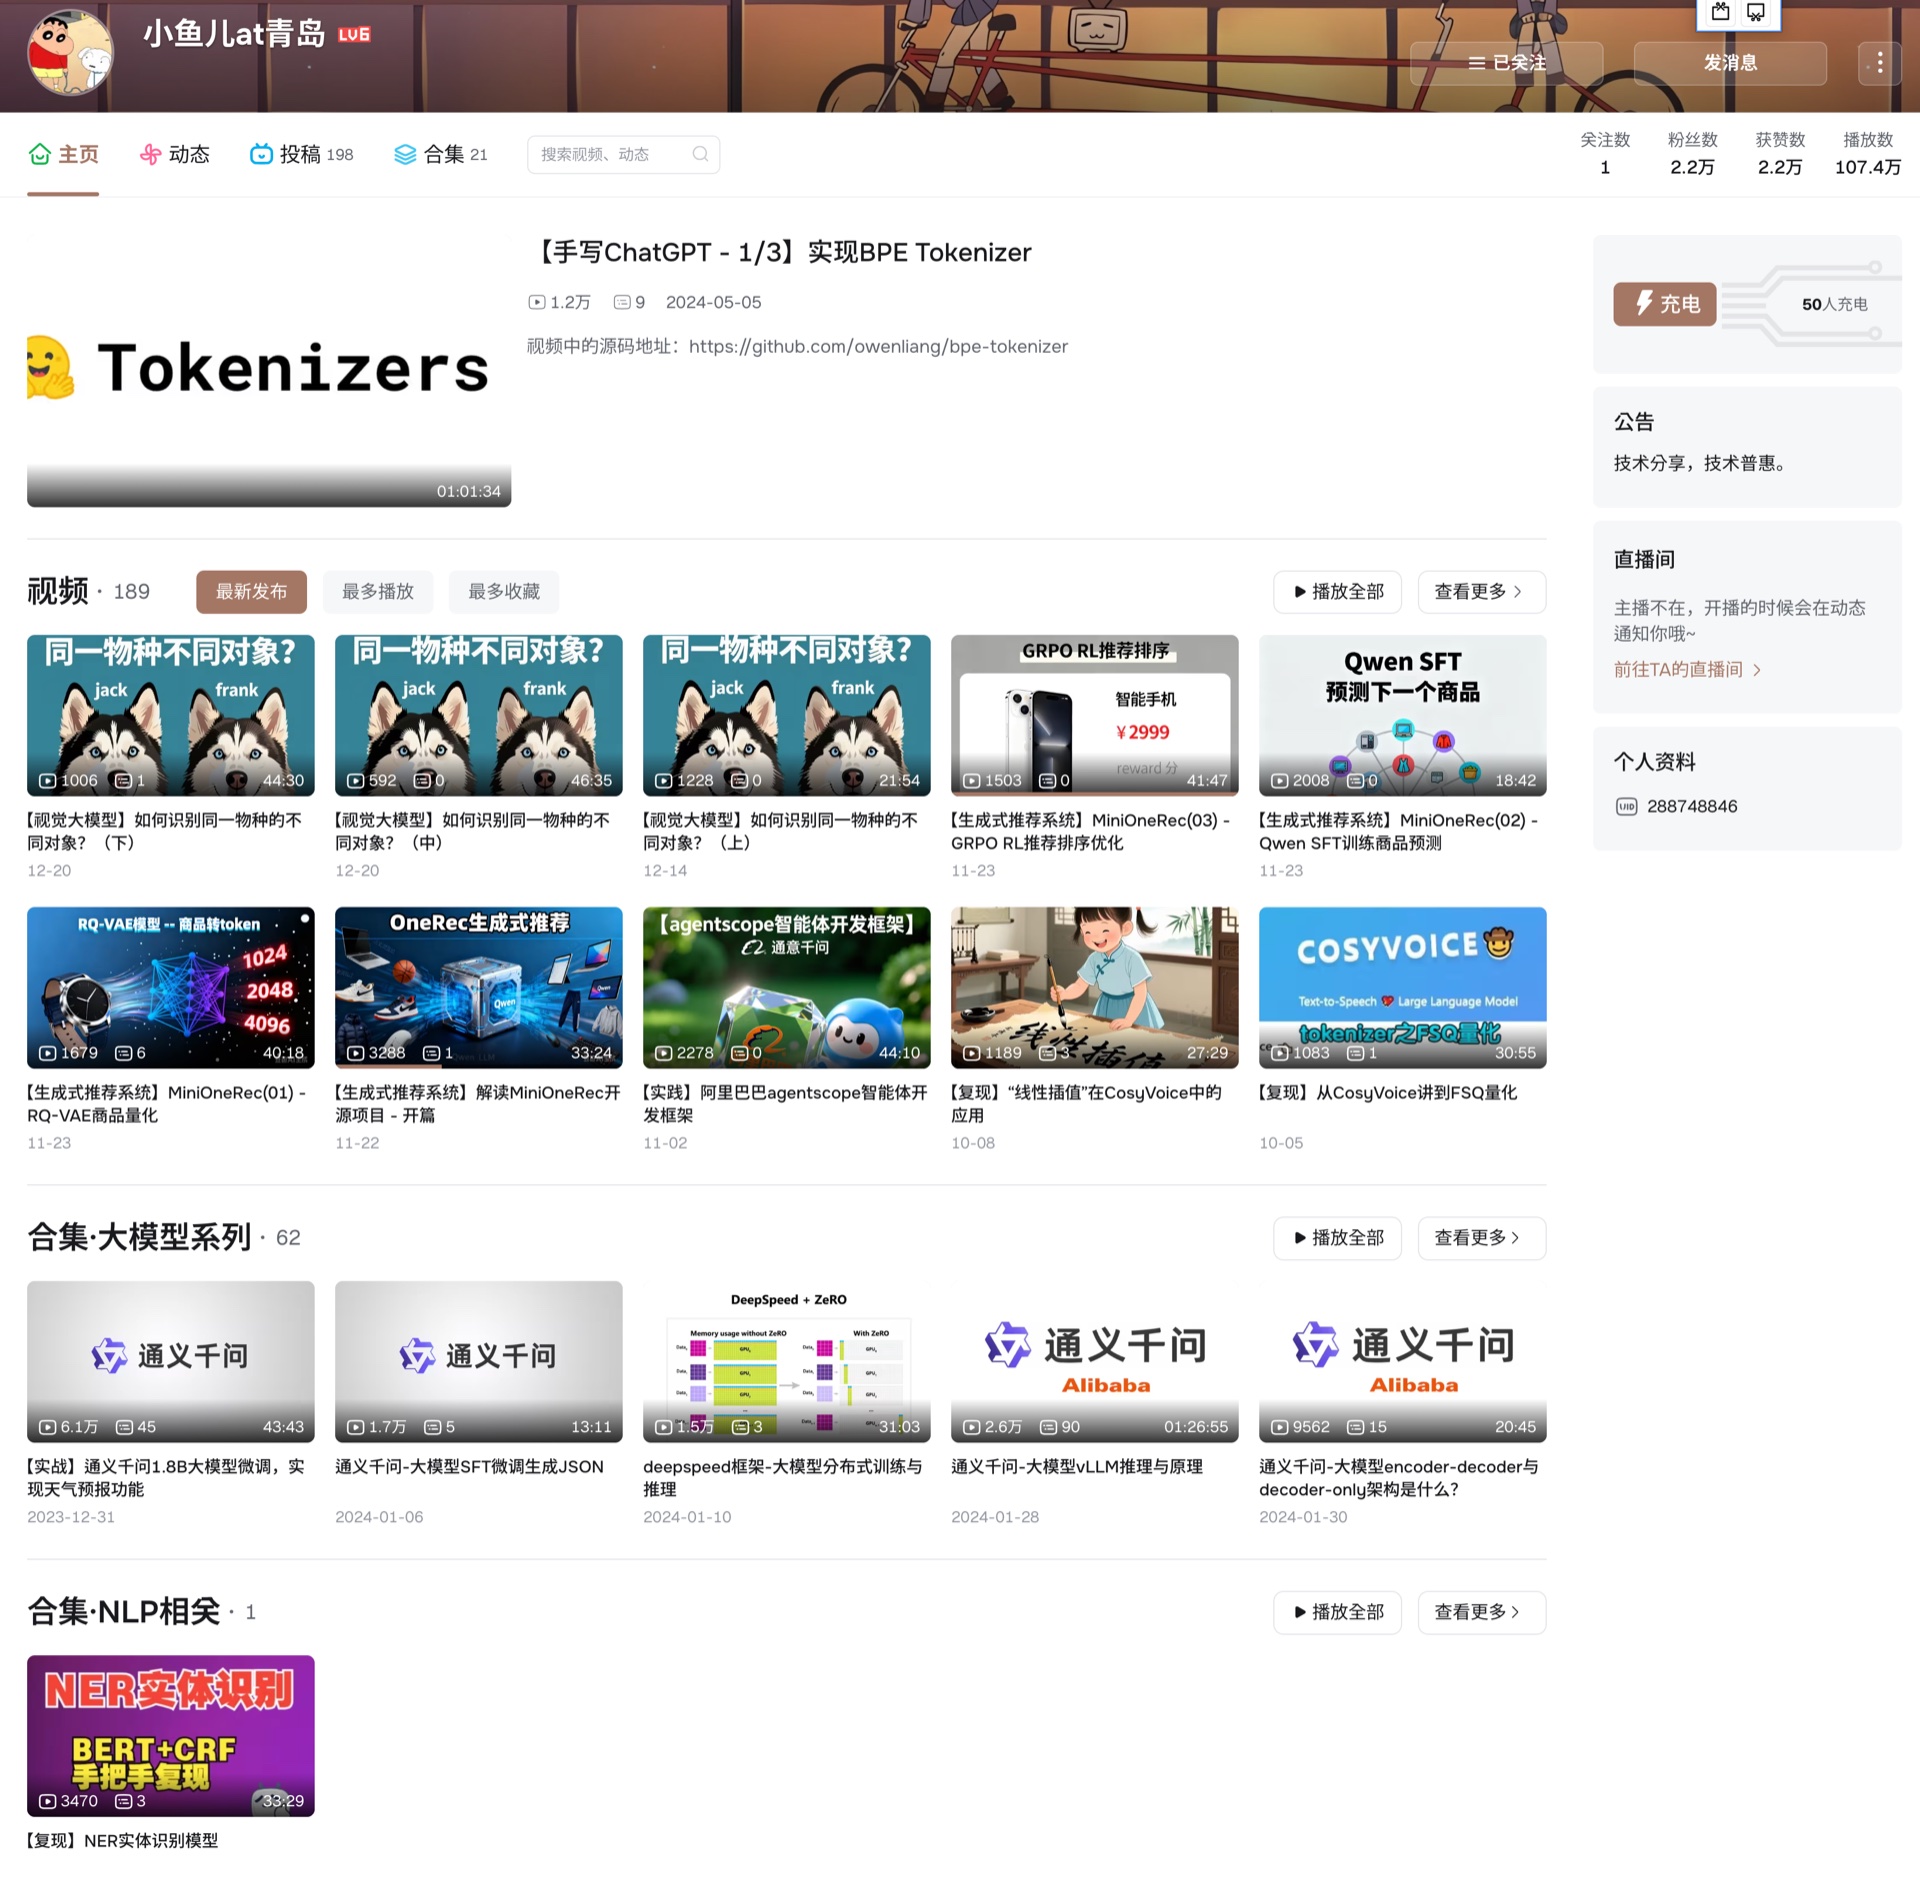 小鱼儿at青岛 LV6
已关注
发消息
主页
动态
投稿 198
合集 21
搜索视频、动态
关注数
1
粉丝数
2.2万
获赞数
2.2万
播放数
107.4万
Tokenizers
01:01:34
【手写ChatGPT - 1/3】实现BPE Tokenizer
1.2万 9 2024-05-05
视频中的源码地址：https://github.com/owenliang/bpe-tokenizer
充电
50人充电
公告
技术分享，技术普惠。
直播间
主播不在，开播的时候会在动态
通知你哦~
前往TA的直播间 >
个人资料
UID 288748846
视频 · 189
最新发布
最多播放
最多收藏
播放全部
查看更多 >
同一物种不同对象?
jack frank
1006 1 44:30
【视觉大模型】如何识别同一物种的不
同对象？（下）
12-20
同一物种不同对象?
jack frank
592 0 46:35
【视觉大模型】如何识别同一物种的不
同对象？（中）
12-20
同一物种不同对象?
jack frank
1228 0 21:54
【视觉大模型】如何识别同一物种的不
同对象？（上）
12-14
GRPO RL推荐排序
智能手机
¥2999
reward 分
1503 0 41:47
【生成式推荐系统】MiniOneRec(03) -
GRPO RL推荐排序优化
11-23
Qwen SFT
预测下一个商品
2008 0 18:42
【生成式推荐系统】MiniOneRec(02) -
Qwen SFT训练商品预测
11-23
RQ-VAE模型 -- 商品转token
1024
2048
4096
1679 6 40:18
【生成式推荐系统】MiniOneRec(01) -
RQ-VAE商品量化
11-23
OneRec生成式推荐
Qwen
Qwen
3288 1 33:24
【生成式推荐系统】解读MiniOneRec开
源项目 - 开篇
11-22
【agentscope智能体开发框架】
通意千问
2278 0 44:10
【实践】阿里巴巴agentscope智能体开
发框架
11-02
线性插值
1189 3 27:29
【复现】“线性插值”在CosyVoice中的
应用
10-08
COSYVOICE
Text-to-Speech Large Language Model
tokenizer之FSQ量化
1083 1 30:55
【复现】从CosyVoice讲到FSQ量化
10-05
合集·大模型系列 · 62
播放全部
查看更多 >
通义千问
6.1万 45 43:43
【实战】通义千问1.8B大模型微调，实
现天气预报功能
2023-12-31
通义千问
1.7万 5 13:11
通义千问-大模型SFT微调生成JSON
2024-01-06
DeepSpeed + ZeRO
Memory usage without ZeRO With ZeRO
1.5万 3 31:03
deepspeed框架-大模型分布式训练与
推理
2024-01-10
通义千问
Alibaba
2.6万 90 01:26:55
通义千问-大模型vLLM推理与原理
2024-01-28
通义千问
Alibaba
9562 15 20:45
通义千问-大模型encoder-decoder与
decoder-only架构是什么？
2024-01-30
合集·NLP相关 · 1
播放全部
查看更多 >
NER实体识别
BERT+CRF
手把手复现
3470 3 33:29
【复现】NER实体识别模型